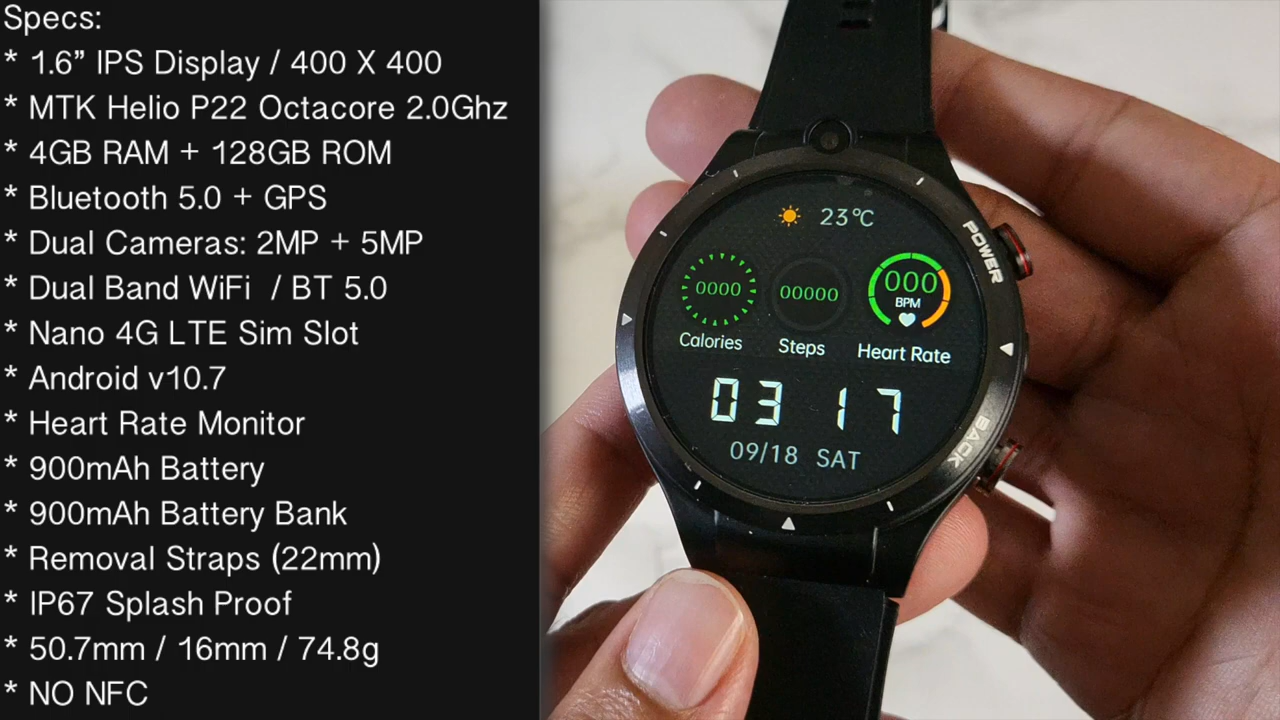 Specs:
* 1.6” IPS Display / 400 X 400
* MTK Helio P22 Octacore 2.0Ghz
* 4GB RAM + 128GB ROM
* Bluetooth 5.0 + GPS
* Dual Cameras: 2MP + 5MP
* Dual Band WiFi  / BT 5.0
* Nano 4G LTE Sim Slot
* Android v10.7
* Heart Rate Monitor
* 900mAh Battery
* 900mAh Battery Bank
* Removal Straps (22mm)
* IP67 Splash Proof
* 50.7mm / 16mm / 74.8g
* NO NFC
23°C
POWER
0000 00000 000
BPM
Calories Steps Heart Rate
03 17
09/18 SAT
BACK